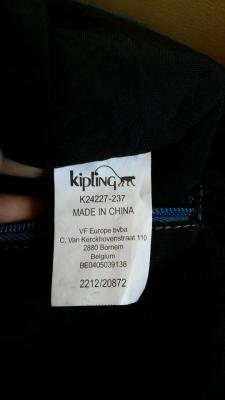 kipling
K24227-237
MADE IN CHINA
VF Europe bvba
C. Van Kerckhovenstraat 110
2880 Bornem
Belgium
BE0405039138
2212/20872